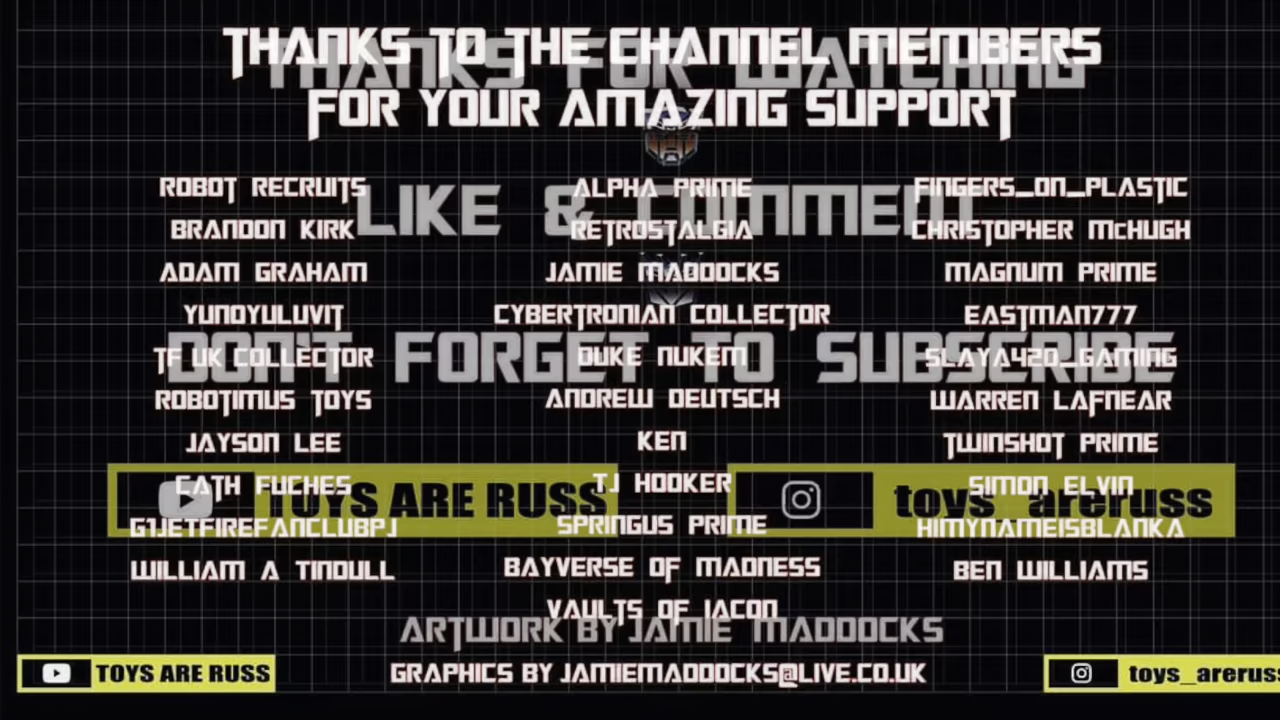 THANKS TO THE CHANNEL MEMBERS
FOR YOUR AMAZING SUPPORT
THANKS FOR WATCHING
LIKE & COMMENT
DON'T FORGET TO SUBSCRIBE
ROBOT RECRUITS
BRANDON KIRK
ADAM GRAHAM
YUNOYULUVIT
TF UK COLLECTOR
ROBOTIMUS TOYS
JAYSON LEE
CATH FUCHES
G1JETFIREFANCLUBPJ
WILLIAM A TINDULL
ALPHA PRIME
RETROSTALGIA
JAMIE MADDOCKS
CYBERTRONIAN COLLECTOR
DUKE NUKEM
ANDREW DEUTSCH
KEN
TJ HOOKER
SPRINGUS PRIME
BAYVERSE OF MADNESS
VAULTS OF IACON
FINGERS_ON_PLASTIC
CHRISTOPHER McHUGH
MAGNUM PRIME
EASTMAN777
SLAYA420_GAMING
WARREN LAFNEAR
TWINSHOT PRIME
SIMON ELVIN
HIMYNAMEISBLANKA
BEN WILLIAMS
TOYS ARE RUSS
toys_areruss
ARTWORK BY JAMIE MADDOCKS
GRAPHICS BY JAMIEMADDOCKS@LIVE.CO.UK
TOYS ARE RUSS
toys_areruss